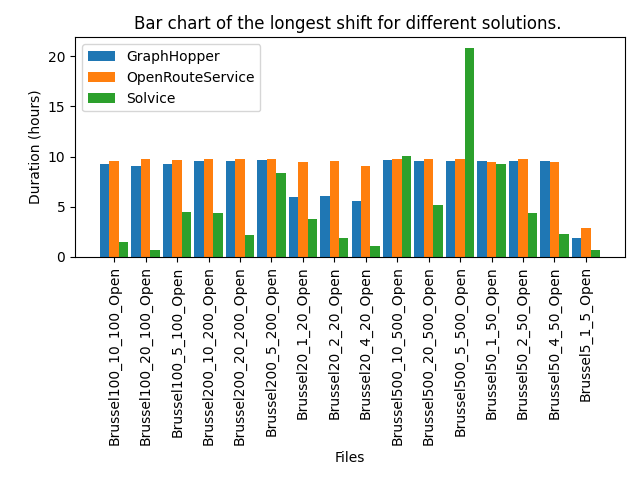 Bar chart of the longest shift for different solutions.
GraphHopper
OpenRouteService
Solvice
Duration (hours)
20
15
10
5
0
Brussel100_10_100_Open
Brussel100_20_100_Open
Brussel100_5_100_Open
Brussel200_10_200_Open
Brussel200_20_200_Open
Brussel200_5_200_Open
Brussel20_1_20_Open
Brussel20_2_20_Open
Brussel20_4_20_Open
Brussel500_10_500_Open
Brussel500_20_500_Open
Brussel500_5_500_Open
Brussel50_1_50_Open
Brussel50_2_50_Open
Brussel50_4_50_Open
Brussel5_1_5_Open
Files